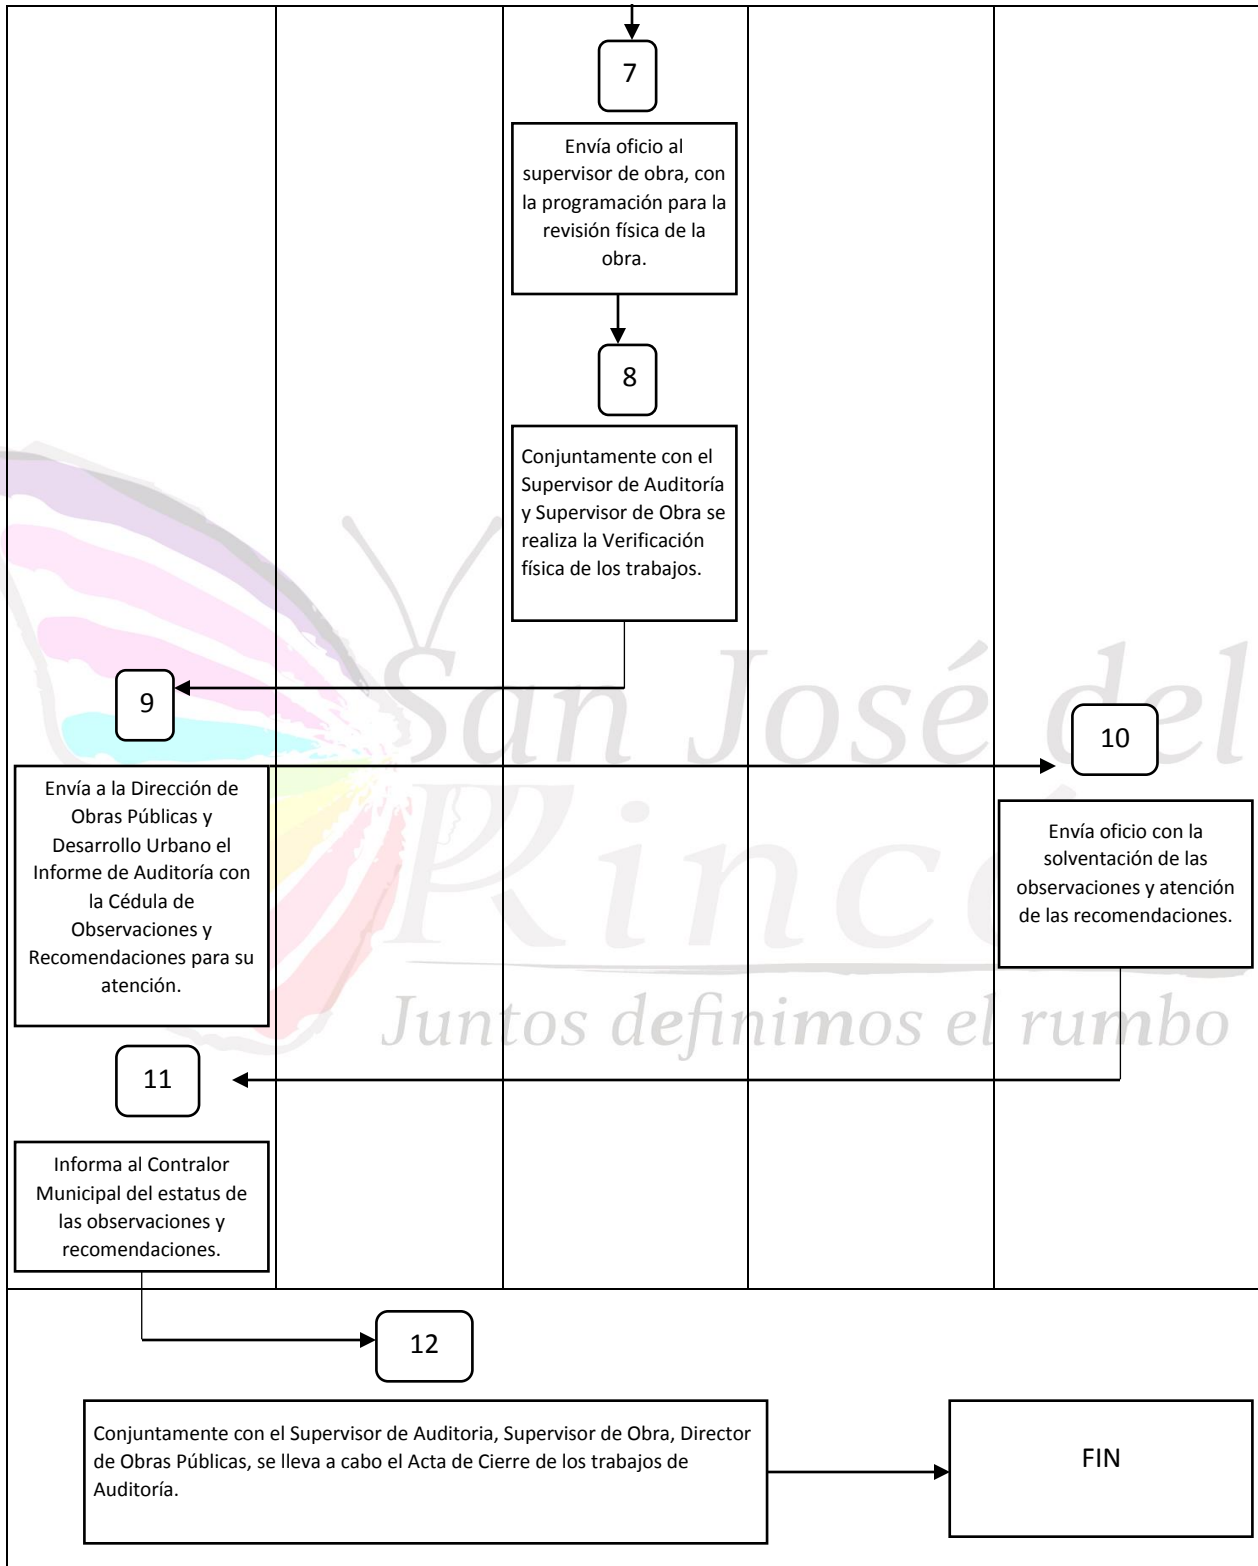 7
Envía oficio al
supervisor de obra, con
la programación para la
revisión física de la
obra.
8
Conjuntamente con el
Supervisor de Auditoría
y Supervisor de Obra se
realiza la Verificación
física de los trabajos.
9
Envía a la Dirección de
Obras Públicas y
Desarrollo Urbano el
Informe de Auditoría con
la Cédula de
Observaciones y
Recomendaciones para su
atención.
10
Envía oficio con la
solventación de las
observaciones y atención
de las recomendaciones.
11
Informa al Contralor
Municipal del estatus de
las observaciones y
recomendaciones.
12
Conjuntamente con el Supervisor de Auditoria, Supervisor de Obra, Director
de Obras Públicas, se lleva a cabo el Acta de Cierre de los trabajos de
Auditoría.
FIN
San José del
Rincón
Juntos definimos el rumbo